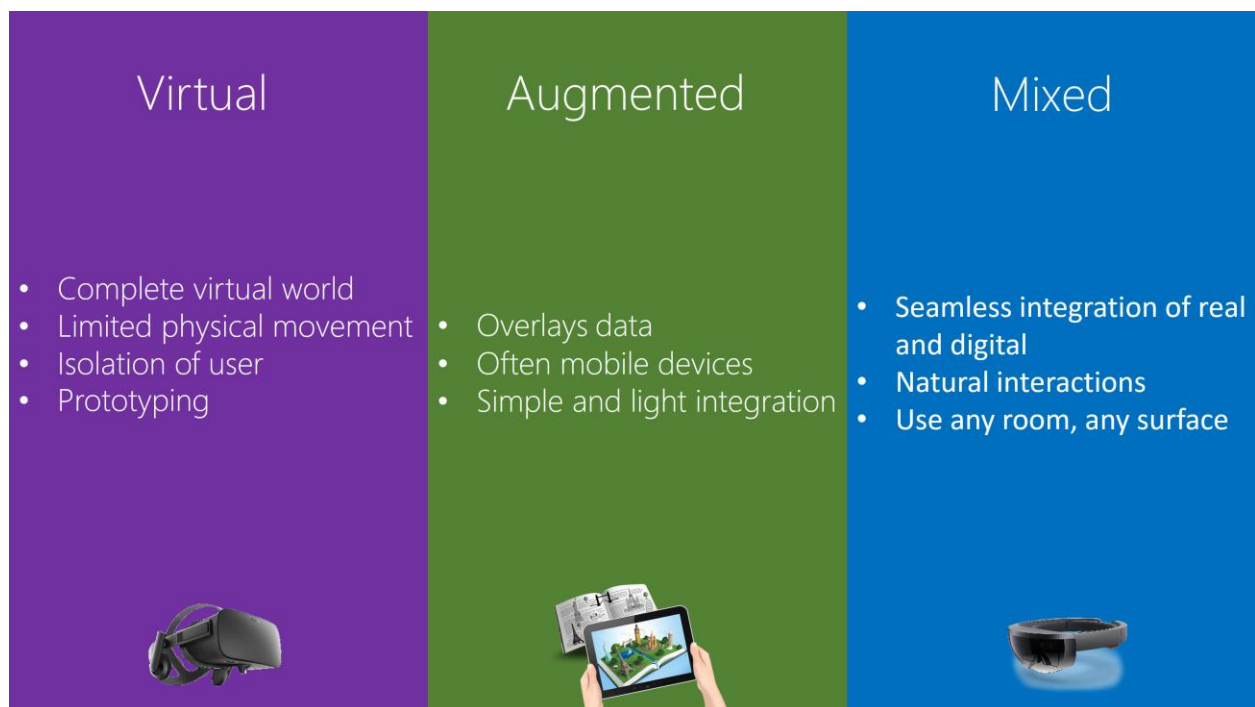 Virtual
• Complete virtual world
• Limited physical movement
• Isolation of user
• Prototyping
Augmented
• Overlays data
• Often mobile devices
• Simple and light integration
Mixed
• Seamless integration of real
and digital
• Natural interactions
• Use any room, any surface